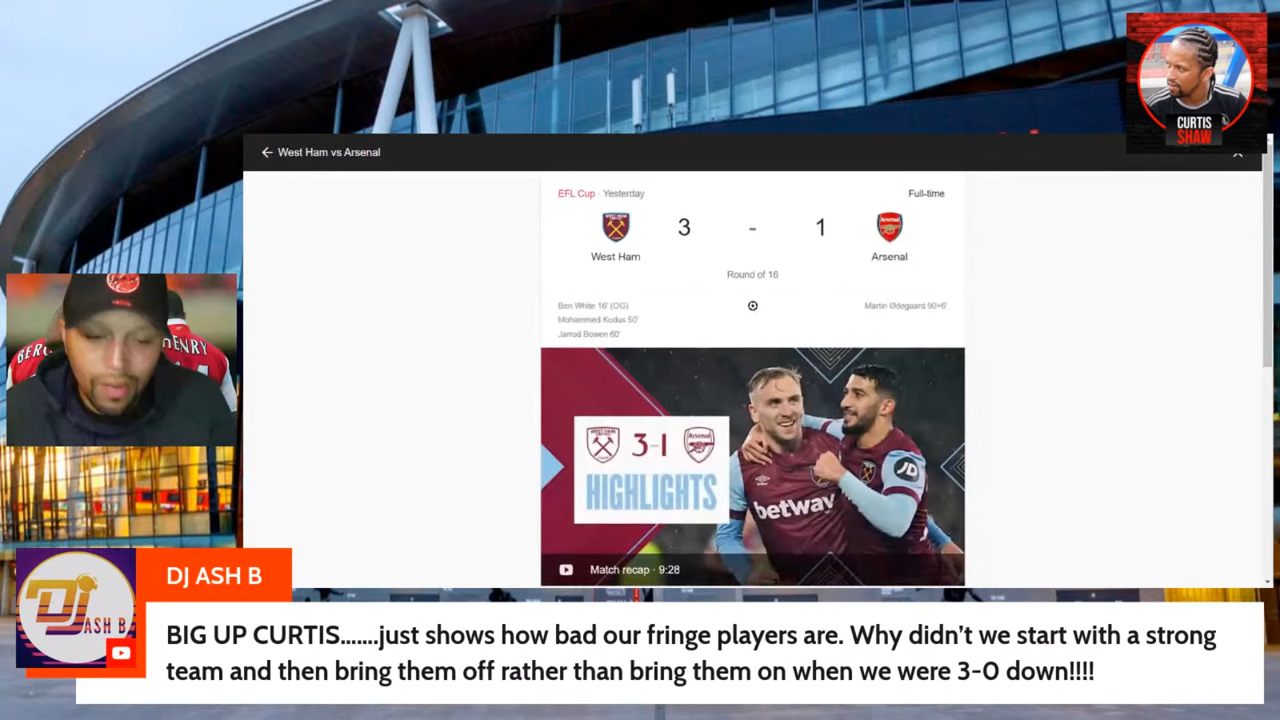 CURTIS
SHAW
← West Ham vs Arsenal
EFL Cup · Yesterday
Full-time
3 - 1
West Ham
Arsenal
Round of 16
Ben White 16' (OG)
Mohammed Kudus 50'
Jarrod Bowen 60'
Martin Ødegaard 90+6'
HENRY
3-1
HIGHLIGHTS
betway
JD
Match recap · 9:28
DJ
ASH B
DJ ASH B
BIG UP CURTIS.......just shows how bad our fringe players are. Why didn't we start with a strong
team and then bring them off rather than bring them on when we were 3-0 down!!!!